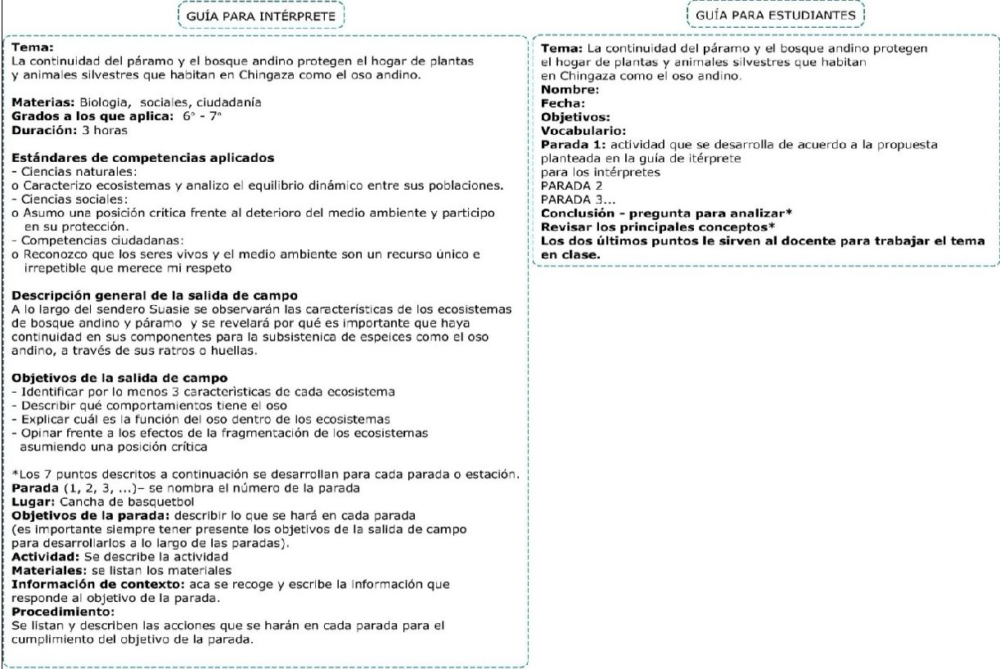 GUÍA PARA INTÉRPRETE
Tema:
La continuidad del páramo y el bosque andino protegen el hogar de plantas
y animales silvestres que habitan en Chingaza como el oso andino.
Materias: Biologia, sociales, ciudadanía
Grados a los que aplica: 6° - 7°
Duración: 3 horas
Estándares de competencias aplicados
- Ciencias naturales:
o Caracterizo ecosistemas y analizo el equilibrio dinámico entre sus poblaciones.
- Ciencias sociales:
o Asumo una posición crítica frente al deterioro del medio ambiente y participo
en su protección.
- Competencias ciudadanas:
o Reconozco que los seres vivos y el medio ambiente son un recurso único e
irrepetible que merece mi respeto
Descripción general de la salida de campo
A lo largo del sendero Suasie se observarán las características de los ecosistemas
de bosque andino y páramo y se revelará por qué es importante que haya
continuidad en sus componentes para la subsistenica de espeices como el oso
andino, a través de sus ratros o huellas.
Objetivos de la salida de campo
- Identificar por lo menos 3 caracterìsticas de cada ecosistema
- Describir qué comportamientos tiene el oso
- Explicar cuál es la función del oso dentro de los ecosistemas
- Opinar frente a los efectos de la fragmentación de los ecosistemas
asumiendo una posición crítica
*Los 7 puntos descritos a continuación se desarrollan para cada parada o estación.
Parada (1, 2, 3, ...)– se nombra el número de la parada
Lugar: Cancha de basquetbol
Objetivos de la parada: describir lo que se hará en cada parada
(es importante siempre tener presente los objetivos de la salida de campo
para desarrollarlos a lo largo de las paradas).
Actividad: Se describe la actividad
Materiales: se listan los materiales
Información de contexto: aca se recoge y escribe la información que
responde al objetivo de la parada.
Procedimiento:
Se listan y describen las acciones que se harán en cada parada para el
cumplimiento del objetivo de la parada.
GUÍA PARA ESTUDIANTES
Tema: La continuidad del páramo y el bosque andino protegen
el hogar de plantas y animales silvestres que habitan
en Chingaza como el oso andino.
Nombre:
Fecha:
Objetivos:
Vocabulario:
Parada 1: actividad que se desarrolla de acuerdo a la propuesta
planteada en la guía de itérprete
para los intérpretes
PARADA 2
PARADA 3...
Conclusión - pregunta para analizar*
Revisar los principales conceptos*
Los dos últimos puntos le sirven al docente para trabajar el tema
en clase.